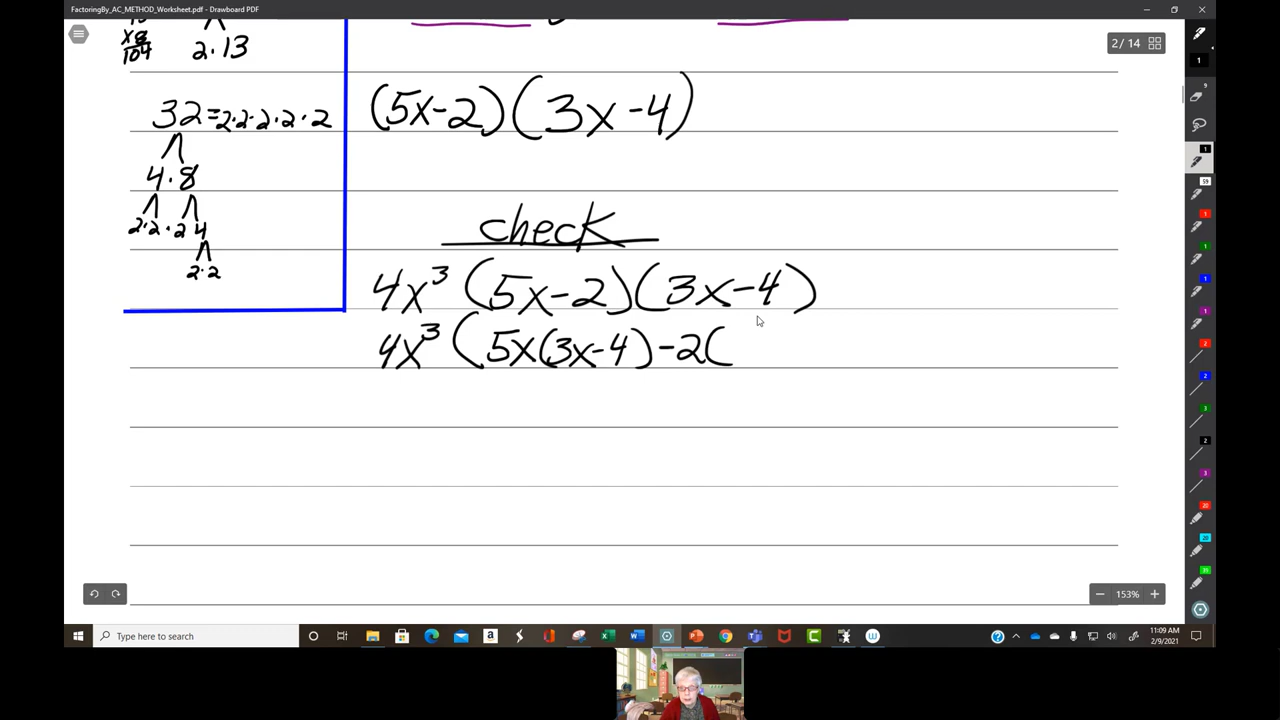 FactoringBy_AC_METHOD_Worksheet.pdf - Drawboard PDF
2 / 14
x8
104
2·13
32=2·2·2·2·2
4·8
2·2·2 4
2·2
(5x-2)(3x-4)
check
4x³(5x-2)(3x-4)
4x³(5x(3x-4)-2(
153%
Type here to search
11:09 AM
2/9/2021